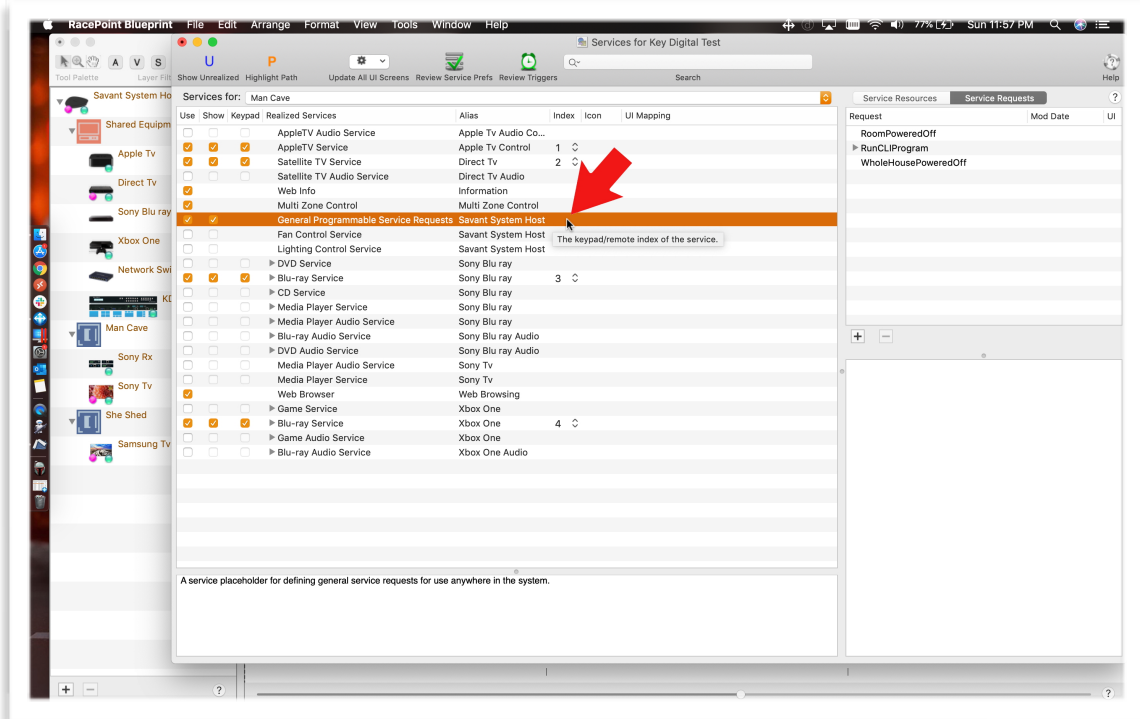 RacePoint Blueprint File Edit Arrange Format View Tools Window Help 77% Sun 11:57 PM
Services for Key Digital Test
A V S
U P
Tool Palette Layer Filt
Show Unrealized Highlight Path Update All UI Screens Review Service Prefs Review Triggers Search Help
Savant System Ho
Shared Equipm
Apple Tv
Direct Tv
Sony Blu ray
Xbox One
Network Swi
KD
Man Cave
Sony Rx
Sony Tv
She Shed
Samsung Tv
Services for: Man Cave
Use Show Keypad Realized Services Alias Index Icon UI Mapping
AppleTV Audio Service Apple Tv Audio Co...
AppleTV Service Apple Tv Control 1
Satellite TV Service Direct Tv 2
Satellite TV Audio Service Direct Tv Audio
Web Info Information
Multi Zone Control Multi Zone Control
General Programmable Service Requests Savant System Host
Fan Control Service Savant System Host
The keypad/remote index of the service.
Lighting Control Service Savant System Host
DVD Service Sony Blu ray
Blu-ray Service Sony Blu ray 3
CD Service Sony Blu ray
Media Player Service Sony Blu ray
Media Player Audio Service Sony Blu ray
Blu-ray Audio Service Sony Blu ray Audio
DVD Audio Service Sony Blu ray Audio
Media Player Audio Service Sony Tv
Media Player Service Sony Tv
Web Browser Web Browsing
Game Service Xbox One
Blu-ray Service Xbox One 4
Game Audio Service Xbox One
Blu-ray Audio Service Xbox One Audio
A service placeholder for defining general service requests for use anywhere in the system.
Service Resources Service Requests ?
Request Mod Date UI
RoomPoweredOff
RunCLIProgram
WholeHousePoweredOff
+ −
+ − ? ?